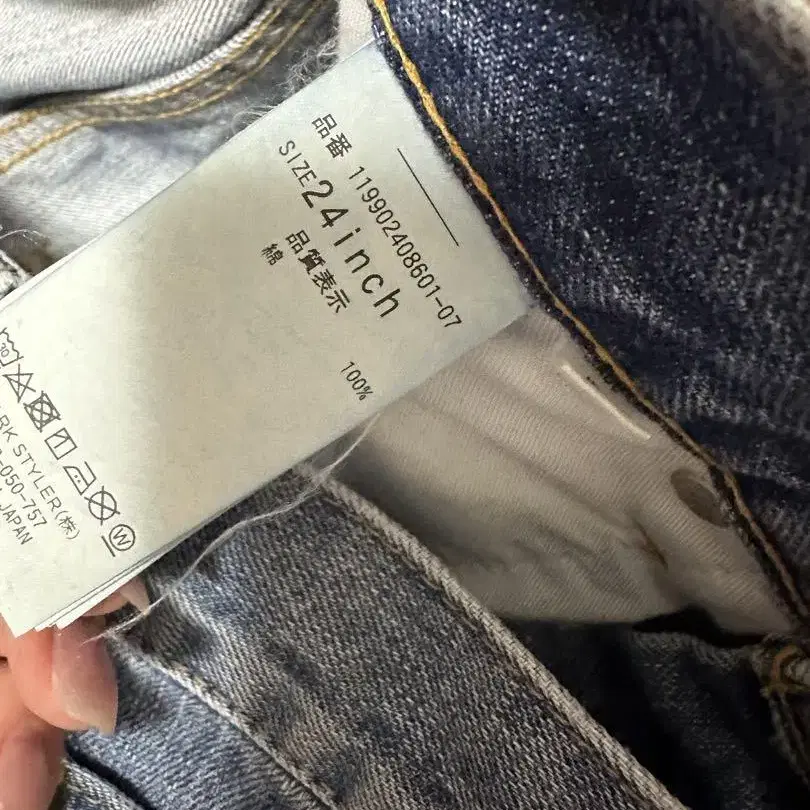 品番 119902408601-07
SIZE 24inch
品質表示
綿 100%
RK STYLER(株)
-050-757
JAPAN